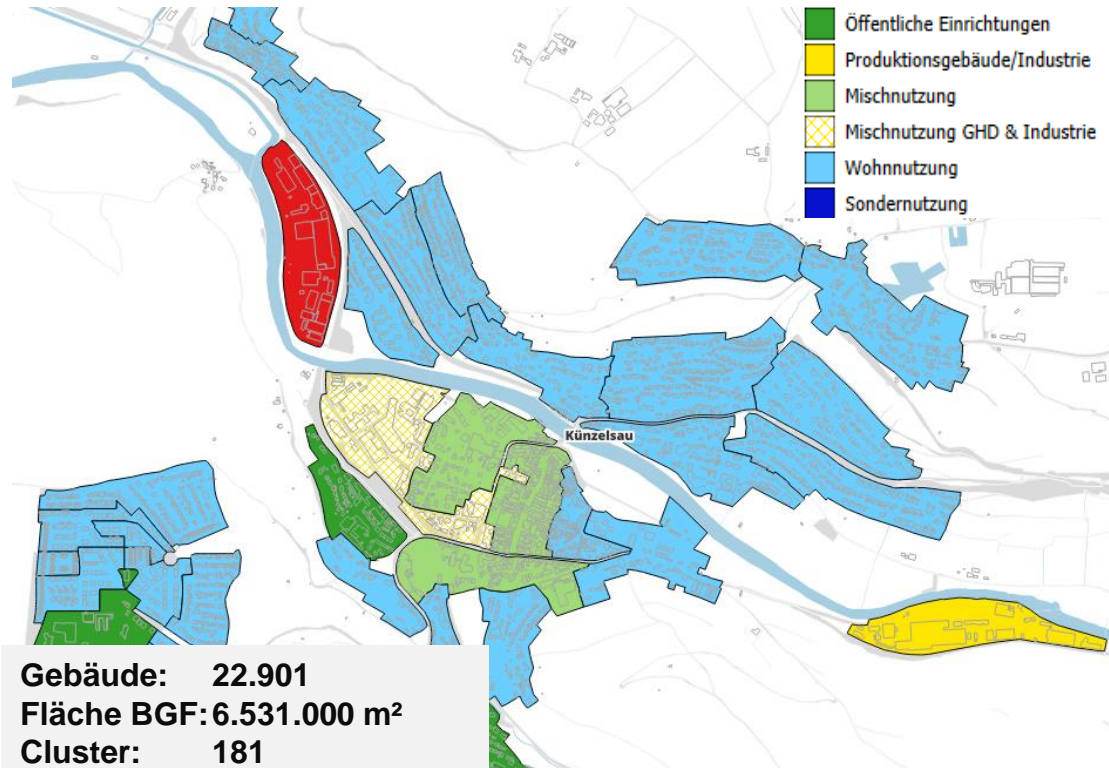 Öffentliche Einrichtungen
Produktionsgebäude/Industrie
Mischnutzung
Mischnutzung GHD & Industrie
Wohnnutzung
Sondernutzung
Künzelsau
Gebäude: 22.901
Fläche BGF: 6.531.000 m²
Cluster: 181